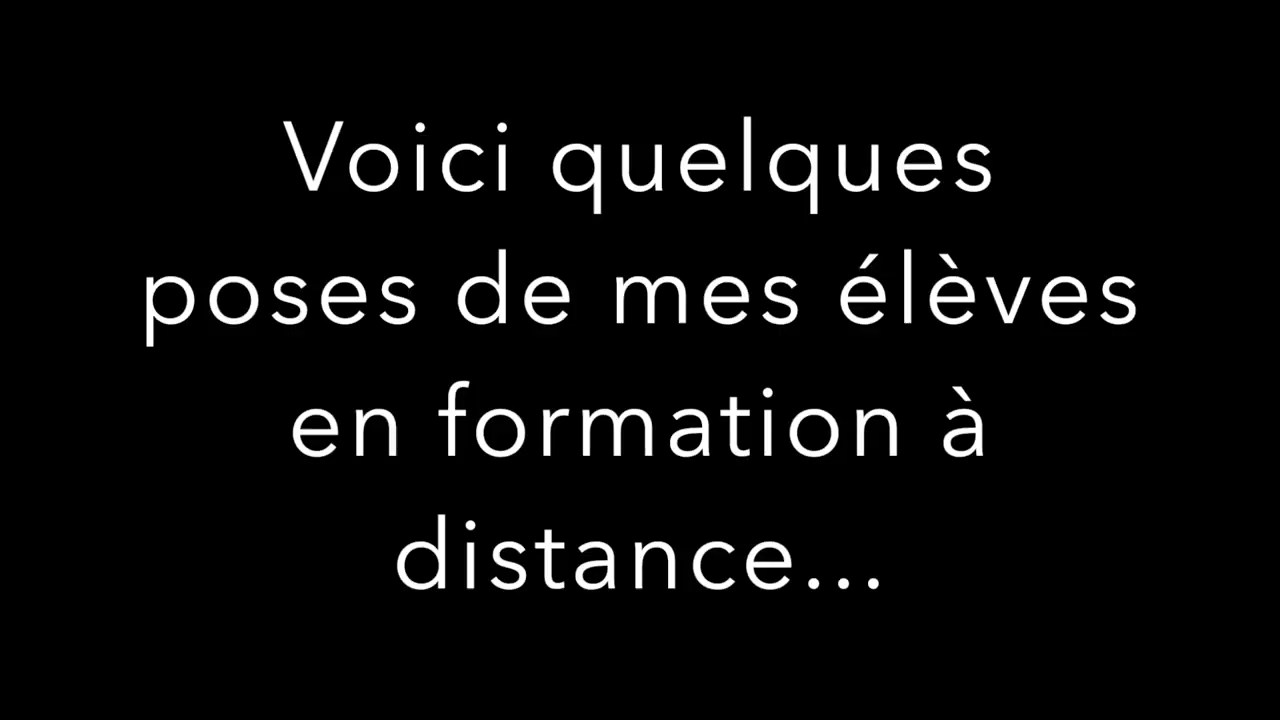 Voici quelques
poses de mes élèves
en formation à
distance...